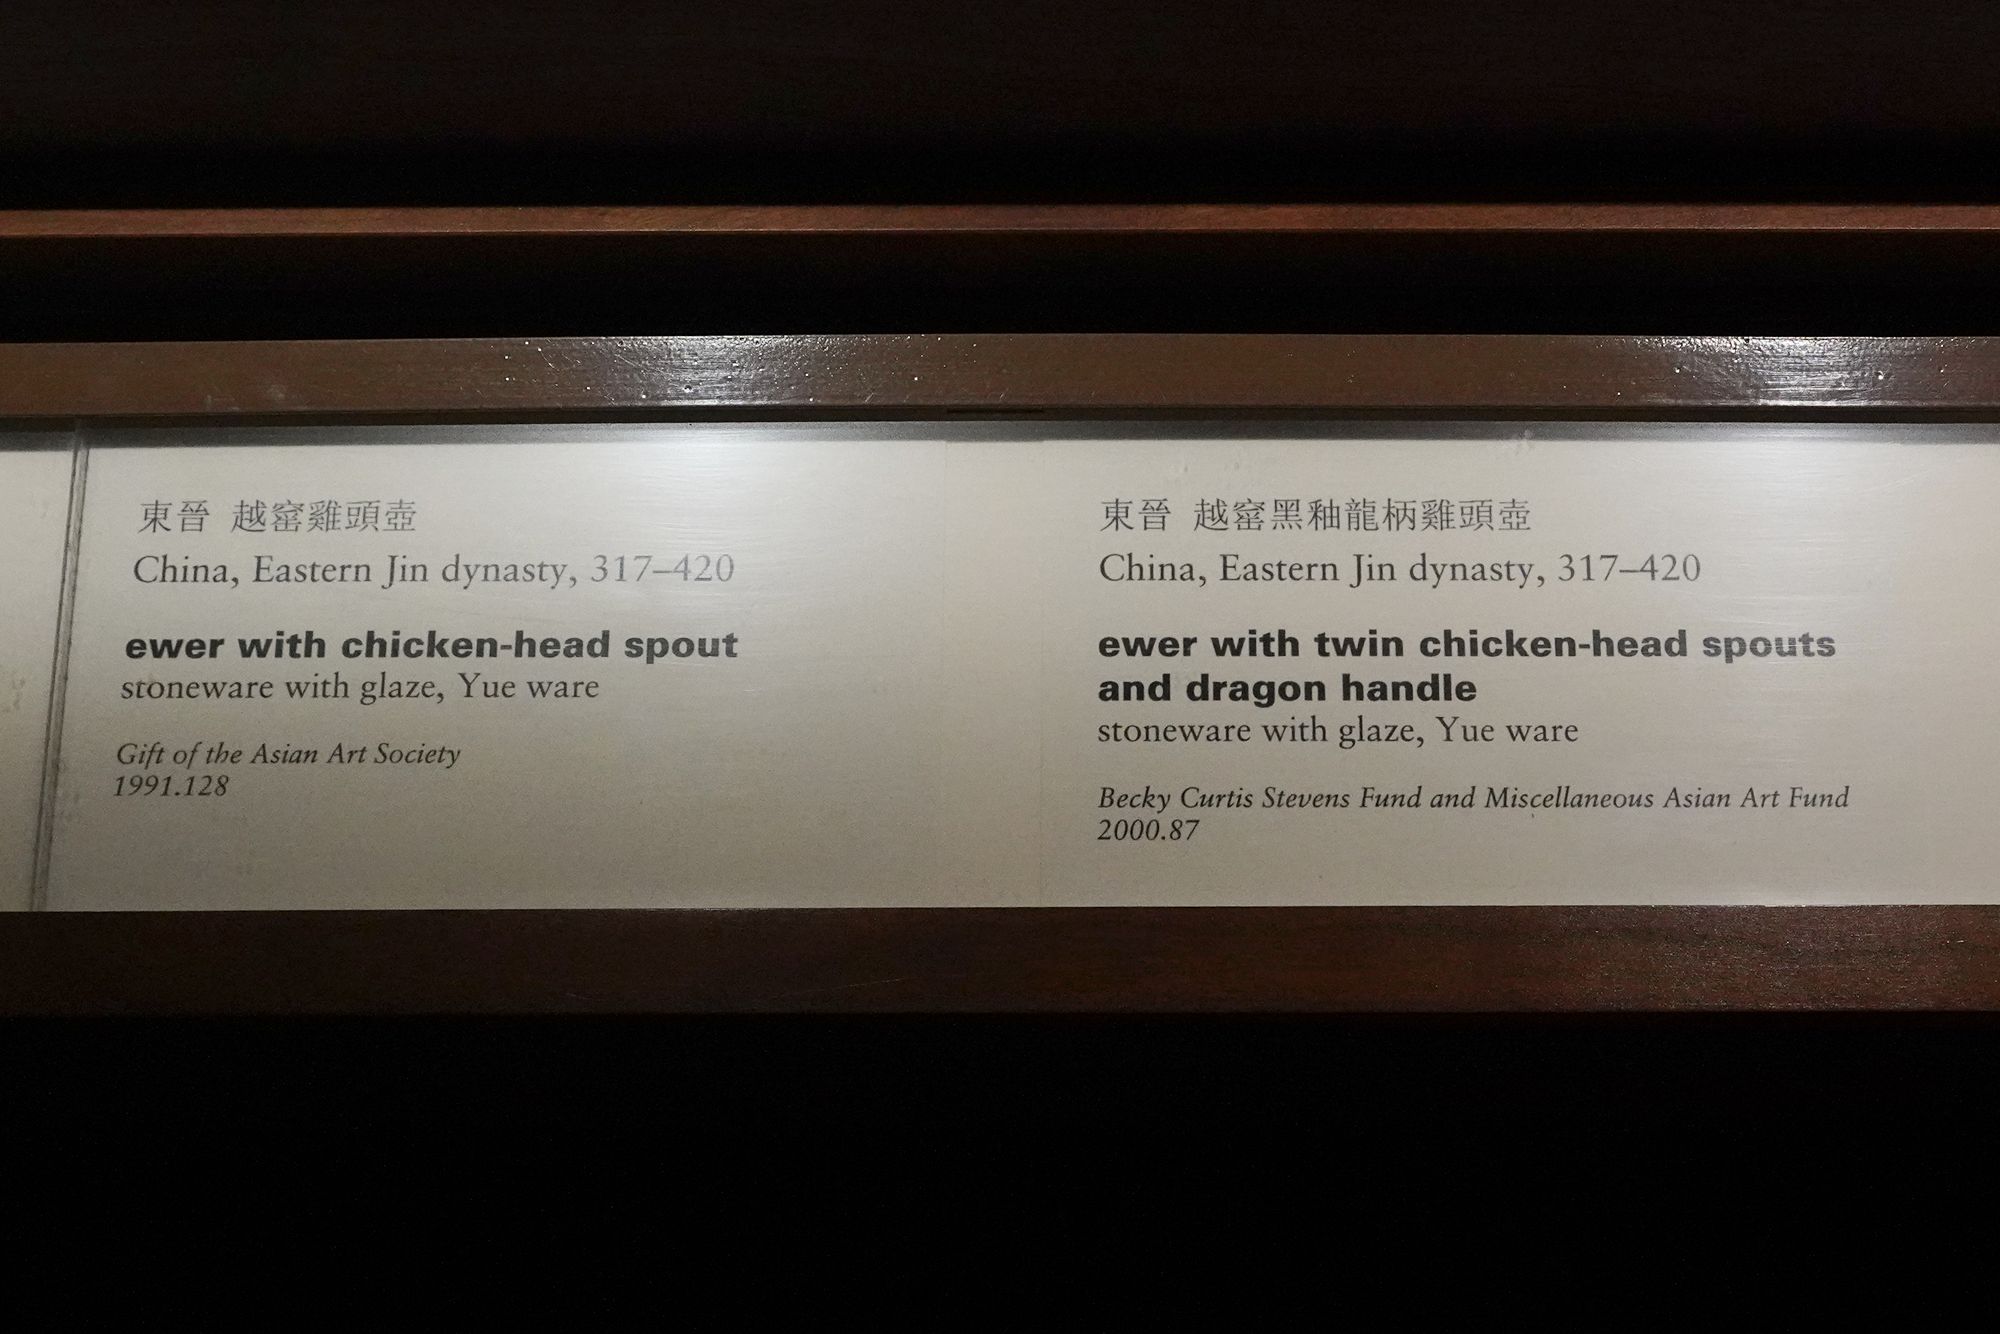 東晉 越窑雞頭壺
China, Eastern Jin dynasty, 317–420
ewer with chicken-head spout
stoneware with glaze, Yue ware
Gift of the Asian Art Society
1991.128
東晉 越窑黑釉龍柄雞頭壺
China, Eastern Jin dynasty, 317–420
ewer with twin chicken-head spouts
and dragon handle
stoneware with glaze, Yue ware
Becky Curtis Stevens Fund and Miscellaneous Asian Art Fund
2000.87